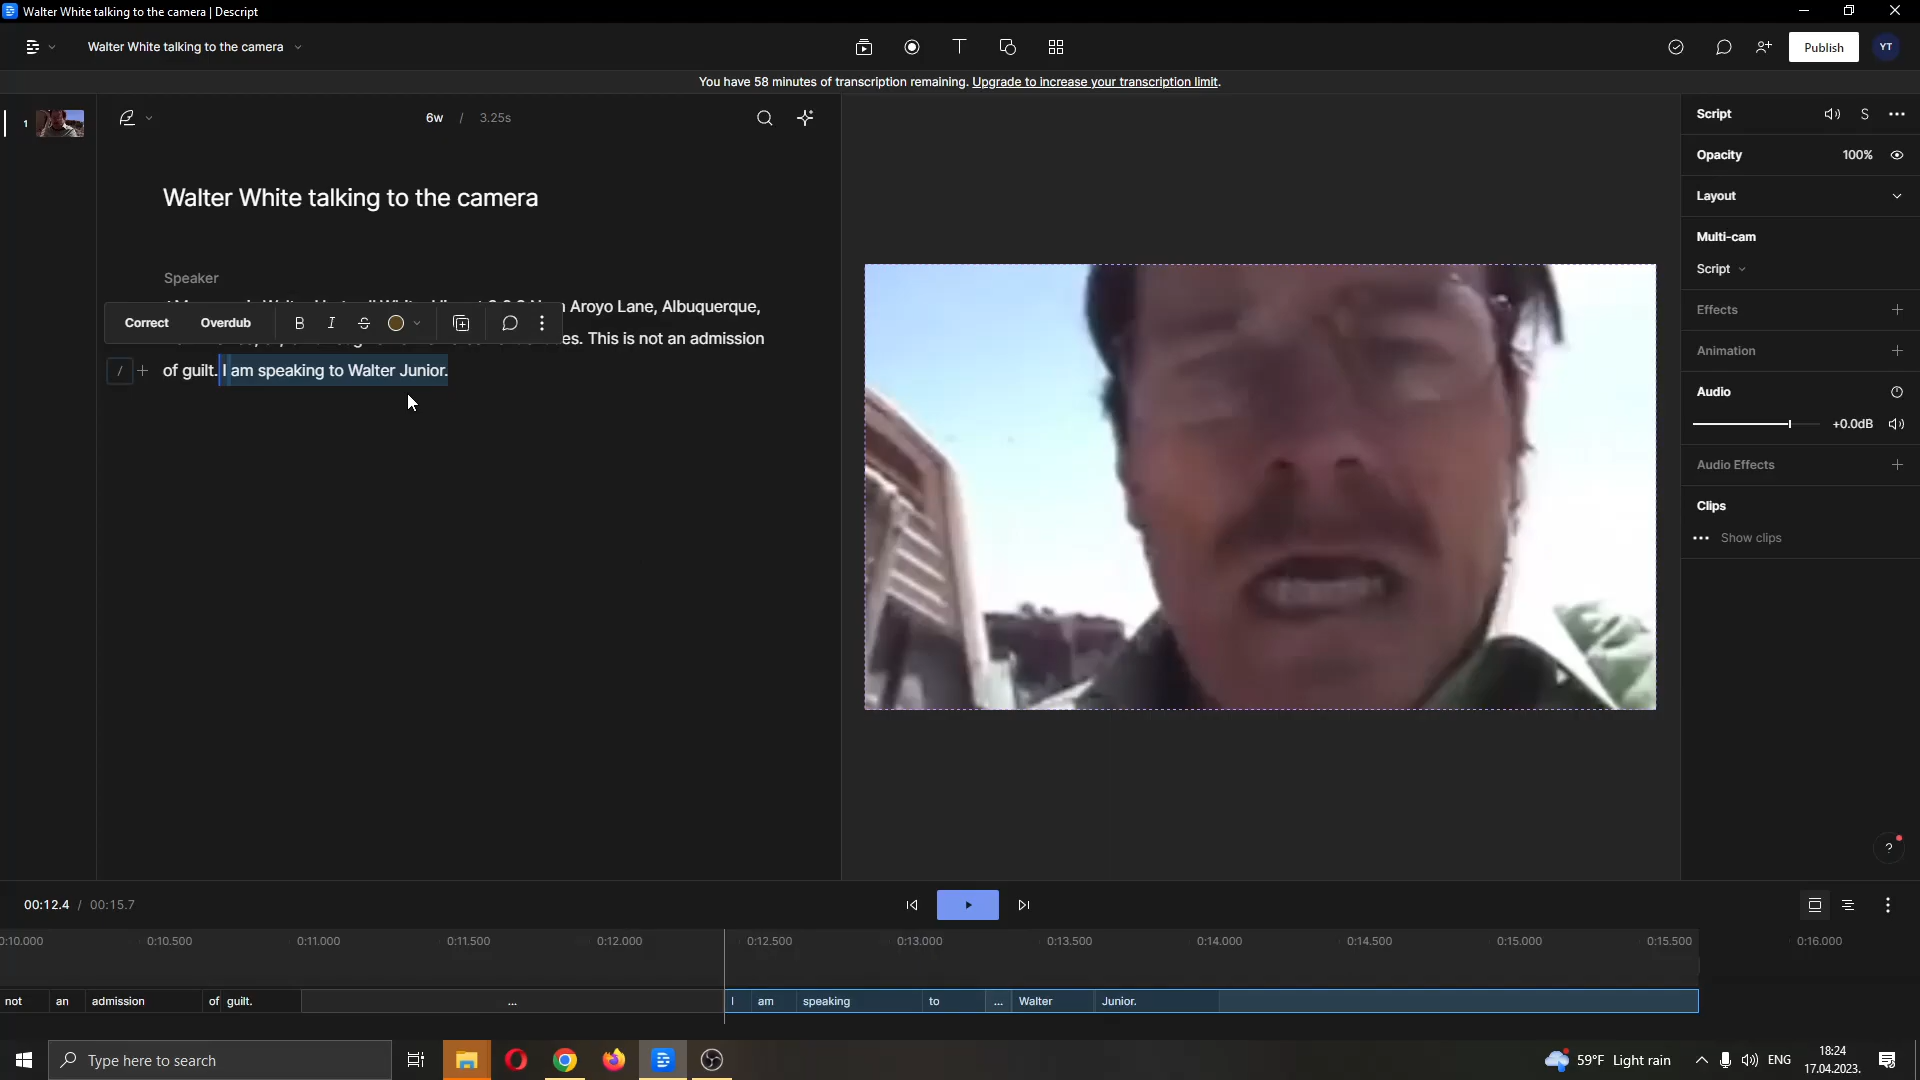 Walter White talking to the camera | Descript
Walter White talking to the camera
Publish
YT
You have 58 minutes of transcription remaining. Upgrade to increase your transcription limit.
1
6w / 3.25s
Walter White talking to the camera
Speaker
Aroyo Lane, Albuquerque,
Correct Overdub B I S
This is not an admission
/ + of guilt. I am speaking to Walter Junior.
Script S
Opacity 100%
Layout
Multi-cam
Script
Effects
Animation
Audio
+0.0dB
Audio Effects
Clips
Show clips
?
00:12.4 / 00:15.7
0:10.000 0:10.500 0:11.000 0:11.500 0:12.000 0:12.500 0:13.000 0:13.500 0:14.000 0:14.500 0:15.000 0:15.500 0:16.000
not an admission of guilt. ... I am speaking to ... Walter Junior.
Type here to search
59°F Light rain
ENG
18:24
17.04.2023.